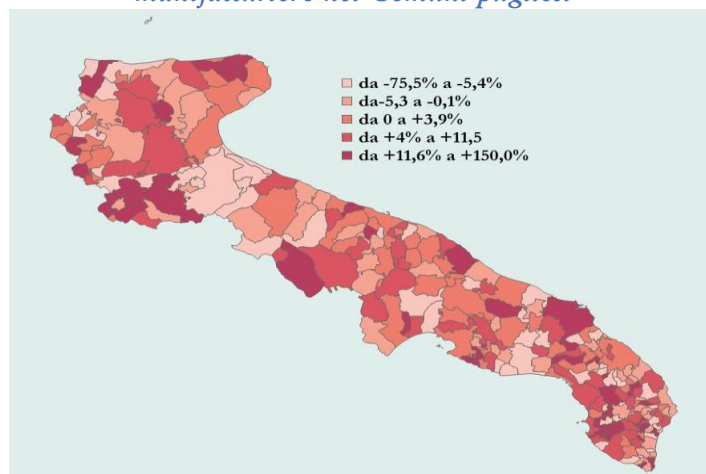 manifatturiero nei Comuni pugliesi
da -75,5% a -5,4%
da-5,3 a -0,1%
da 0 a +3,9%
da +4% a +11,5
da +11,6% a +150,0%